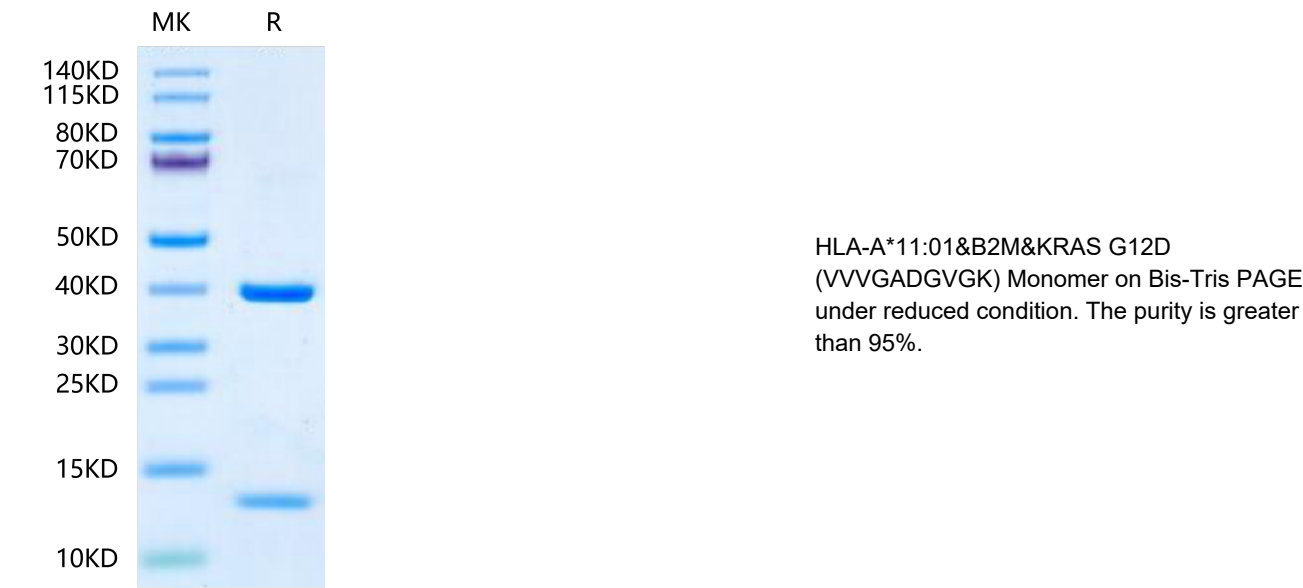 MK R
140KD
115KD
80KD
70KD
50KD
40KD
30KD
25KD
15KD
10KD
HLA-A*11:01&B2M&KRAS G12D
(VVVGADGVGK) Monomer on Bis-Tris PAGE
under reduced condition. The purity is greater
than 95%.